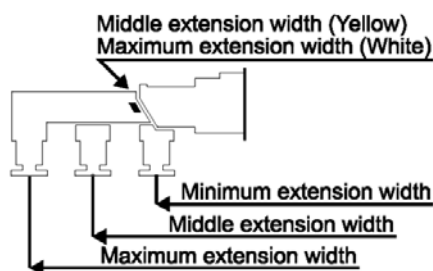 Middle extension width (Yellow)
Maximum extension width (White)
Minimum extension width
Middle extension width
Maximum extension width